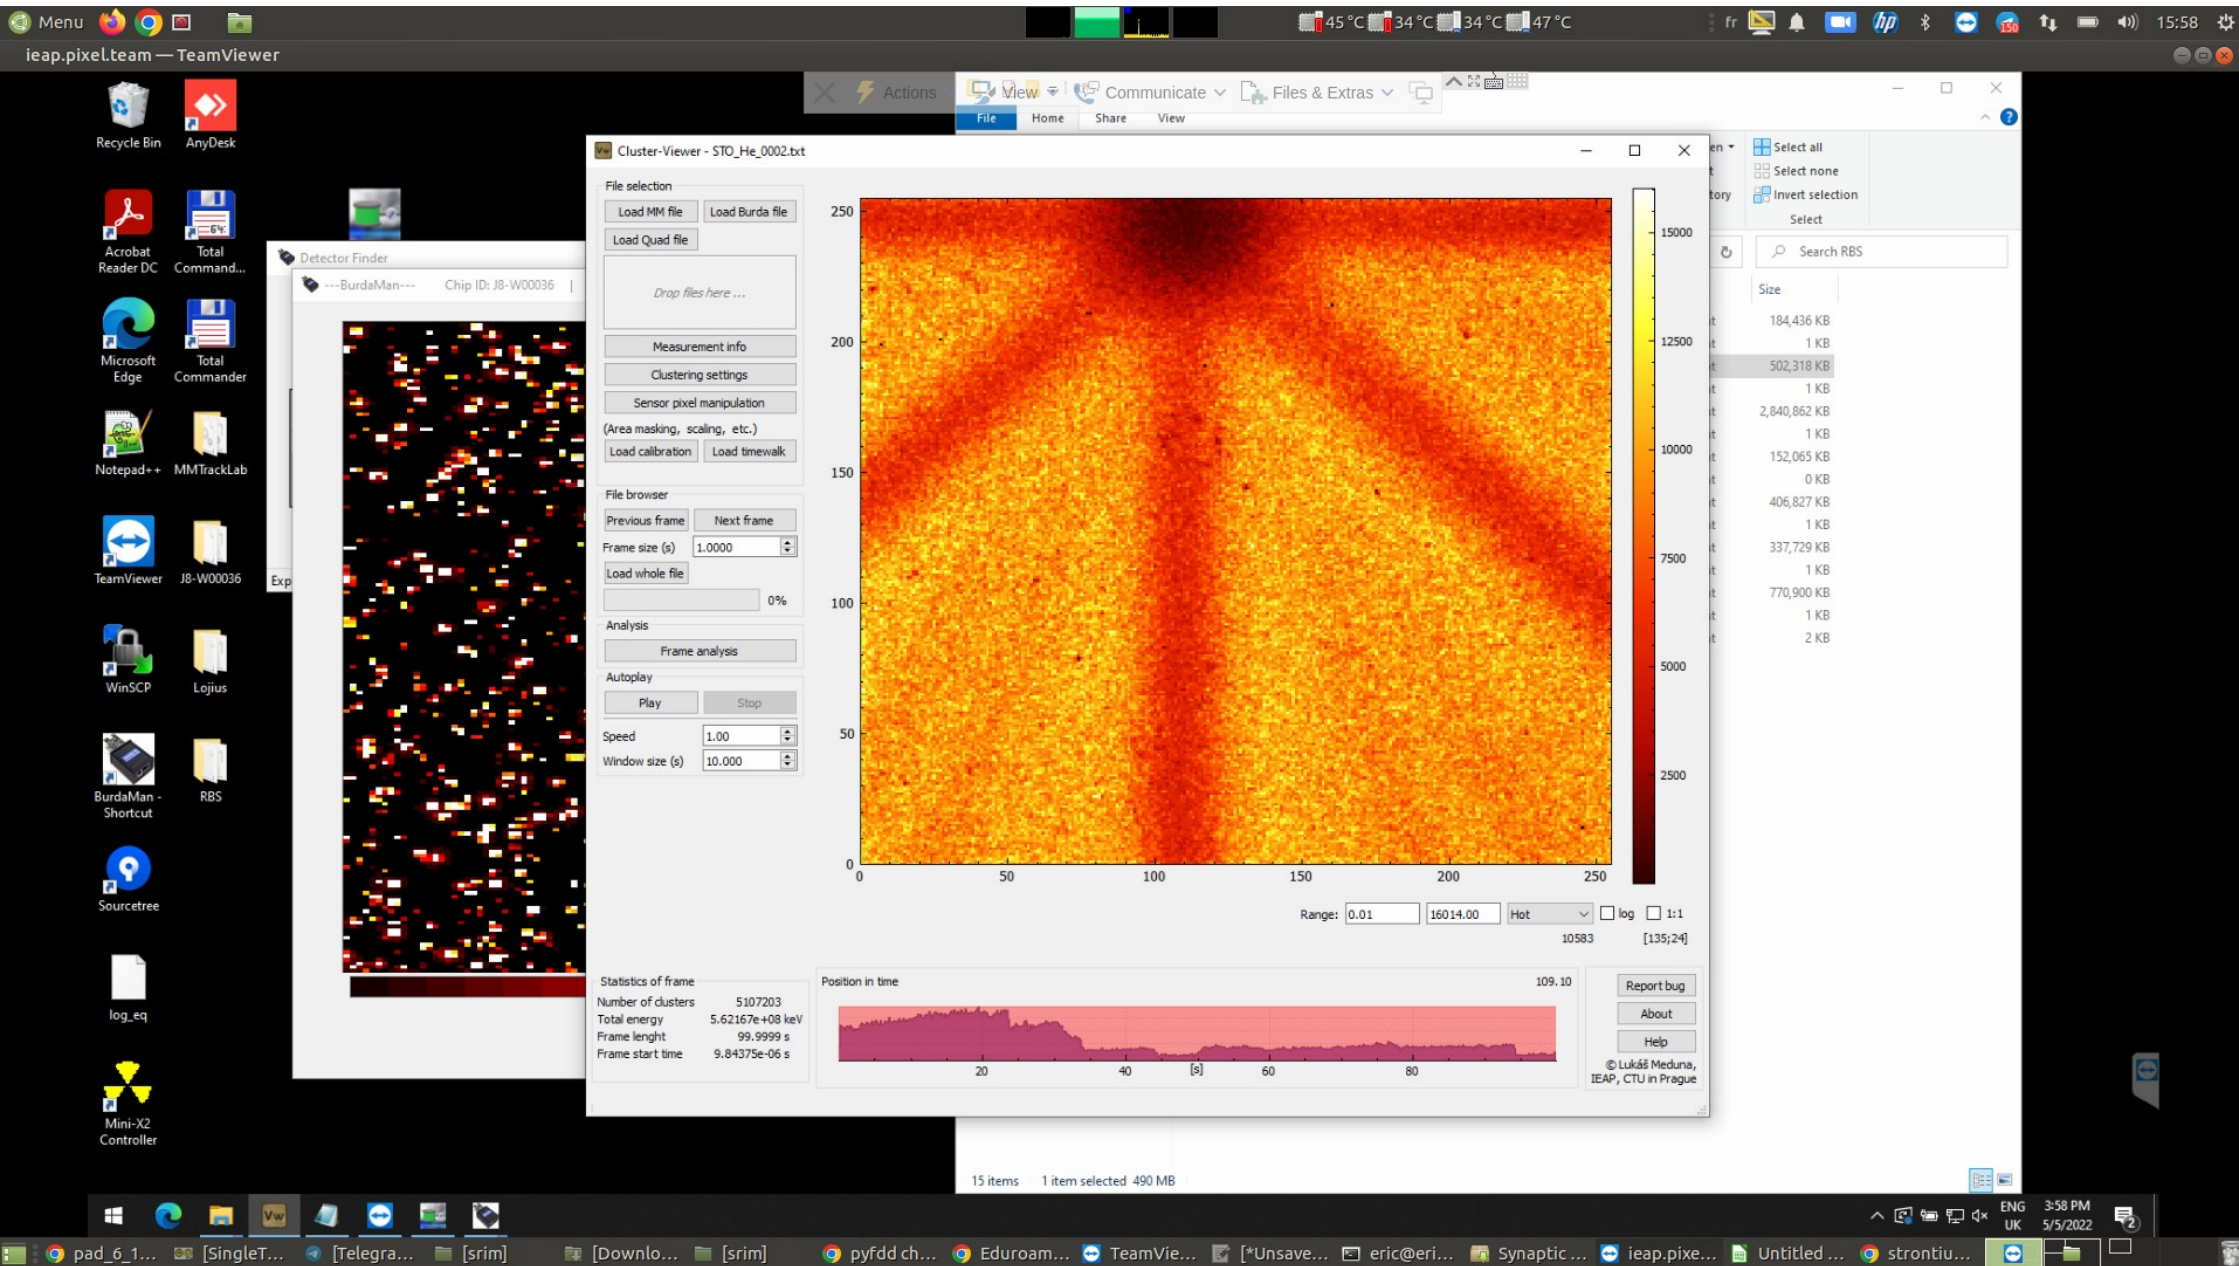 Menu
45 °C 34 °C 34 °C 47 °C
fr
150
15:58
ieap.pixel.team — TeamViewer
Recycle Bin
AnyDesk
Acrobat Reader DC
Total Command...
Microsoft Edge
Total Commander
Notepad++
MMTrackLab
TeamViewer
J8-W00036
WinSCP
Lojius
BurdaMan - Shortcut
RBS
Sourcetree
log_eq
Mini-X2 Controller
Detector Finder
---BurdaMan--- Chip ID: J8-W00036 |
Exp
Actions
View
Communicate
Files & Extras
File
Home
Share
View
Select all
Select none
Invert selection
Select
Search RBS
Size
184,436 KB
1 KB
502,318 KB
1 KB
2,840,862 KB
1 KB
152,065 KB
0 KB
406,827 KB
1 KB
337,729 KB
1 KB
770,900 KB
1 KB
2 KB
15 items 1 item selected 490 MB
Vw Cluster-Viewer - STO_He_0002.txt
File selection
Load MM file
Load Burda file
Load Quad file
Drop files here ...
Measurement info
Clustering settings
Sensor pixel manipulation
(Area masking, scaling, etc.)
Load calibration
Load timewalk
File browser
Previous frame
Next frame
Frame size (s) 1.0000
Load whole file
0%
Analysis
Frame analysis
Autoplay
Play
Stop
Speed 1.00
Window size (s) 10.000
250
200
150
100
50
0
0 50 100 150 200 250
15000
12500
10000
7500
5000
2500
Range: 0.01 16014.00 Hot log 1:1
10583 [135;24]
Statistics of frame
Number of clusters 5107203
Total energy 5.62167e+08 keV
Frame lenght 99.9999 s
Frame start time 9.84375e-06 s
Position in time 109.10
20 40 [s] 60 80
Report bug
About
Help
© Lukáš Meduna,
IEAP, CTU in Prague
Vw
ENG
UK
3:58 PM
5/5/2022
2
pad_6_1...
[SingleT...
[Telegra...
[srim]
[Downlo...
[srim]
pyfdd ch...
Eduroam...
TeamVie...
[*Unsave...
eric@eri...
Synaptic ...
ieap.pixe...
Untitled ...
strontiu...